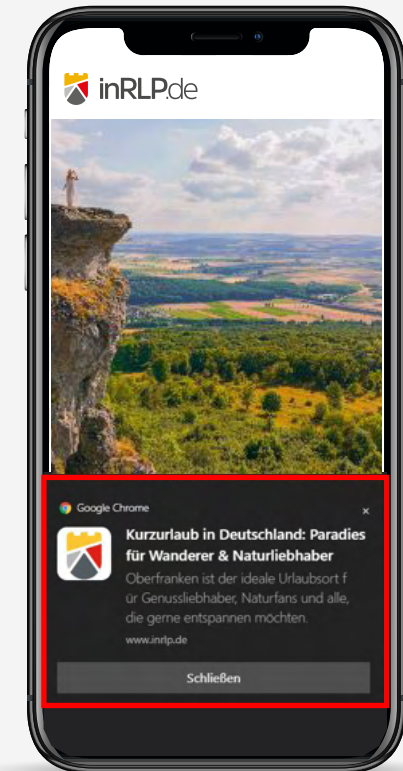 inRLP.de
Google Chrome ×
Kurzurlaub in Deutschland: Paradies
für Wanderer & Naturliebhaber
Oberfranken ist der ideale Urlaubsort f
ür Genussliebhaber, Naturfans und alle,
die gerne entspannen möchten.
www.inrlp.de
Schließen